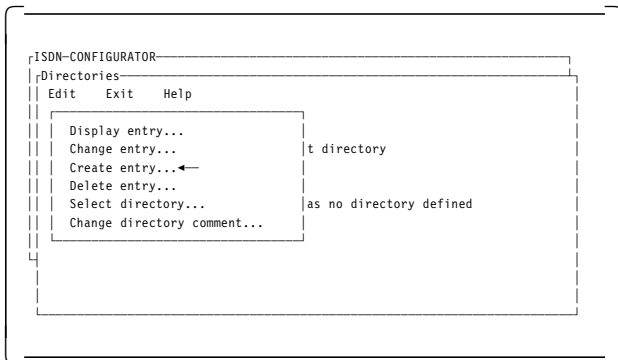 ISDN-CONFIGURATOR
Directories
Edit Exit Help
Display entry...
Change entry... t directory
Create entry...
Delete entry...
Select directory... as no directory defined
Change directory comment...